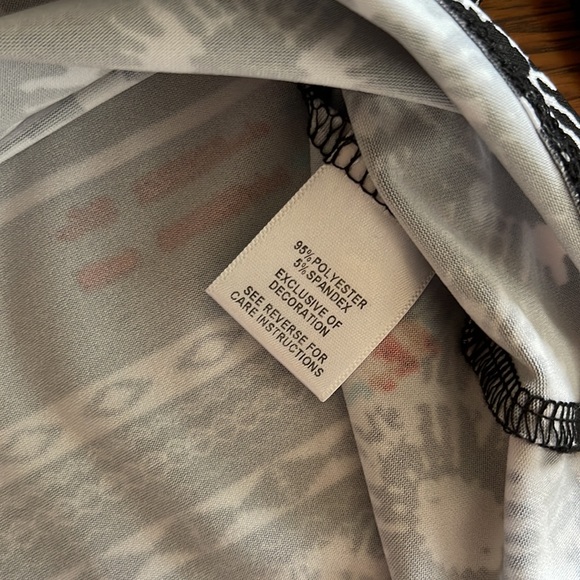 95% POLYESTER
5% SPANDEX
EXCLUSIVE OF
DECORATION
SEE REVERSE FOR
CARE INSTRUCTIONS